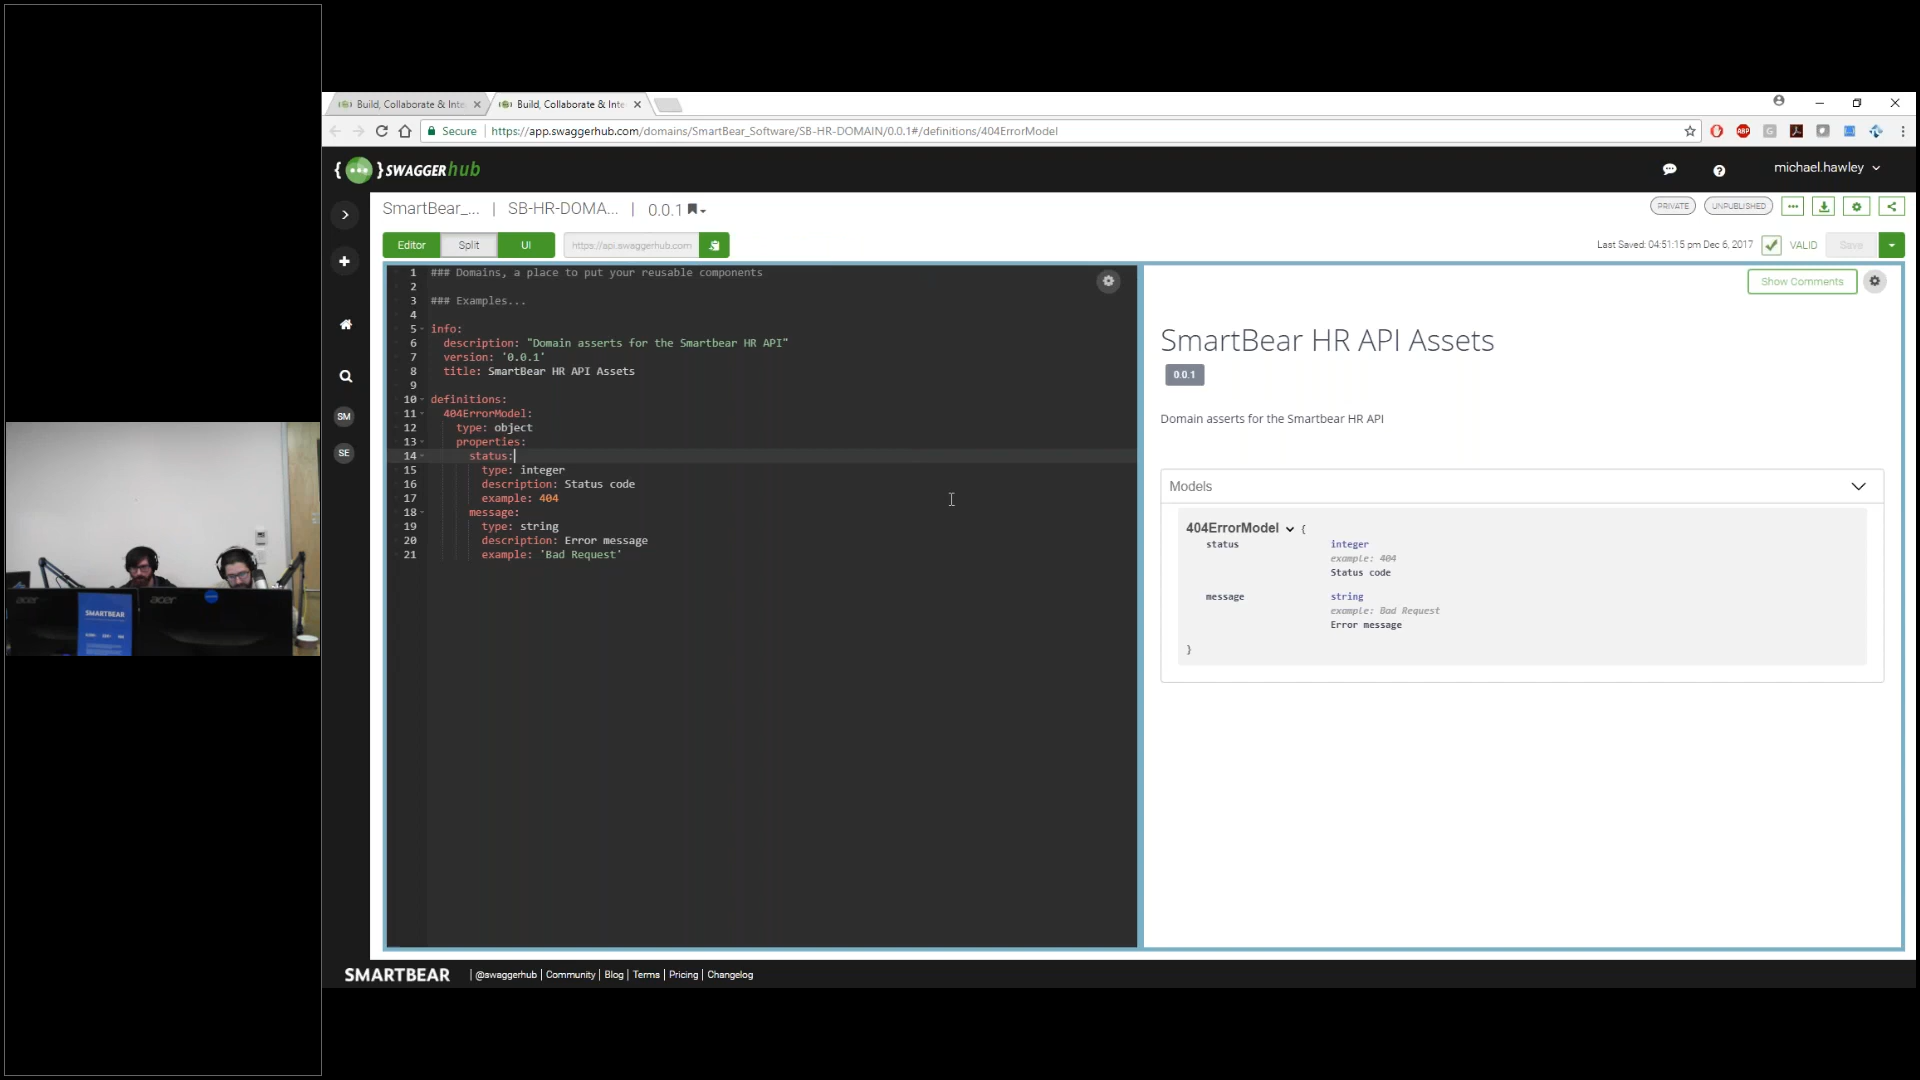 Build, Collaborate & Inte
Build, Collaborate & Inte
Secure
https://app.swaggerhub.com/domains/SmartBear_Software/SB-HR-DOMAIN/0.0.1#/definitions/404ErrorModel
ABP
G
{ ··· } SWAGGERhub
michael.hawley
SmartBear_... | SB-HR-DOMA... | 0.0.1
PRIVATE
UNPUBLISHED
Editor
Split
UI
https://api.swaggerhub.com
Last Saved: 04:51:15 pm Dec 6, 2017
VALID
Save
SM
SE
1 ### Domains, a place to put your reusable components
2
3 ### Examples...
4
5 info:
6 description: "Domain asserts for the Smartbear HR API"
7 version: '0.0.1'
8 title: SmartBear HR API Assets
9
10 definitions:
11 404ErrorModel:
12 type: object
13 properties:
14 status:
15 type: integer
16 description: Status code
17 example: 404
18 message:
19 type: string
20 description: Error message
21 example: 'Bad Request'
Show Comments
SmartBear HR API Assets
0.0.1
Domain asserts for the Smartbear HR API
Models
404ErrorModel {
status integer
example: 404
Status code
message string
example: Bad Request
Error message
}
acer
SMARTBEAR
acer
SMARTBEAR | @swaggerhub | Community | Blog | Terms | Pricing | Changelog